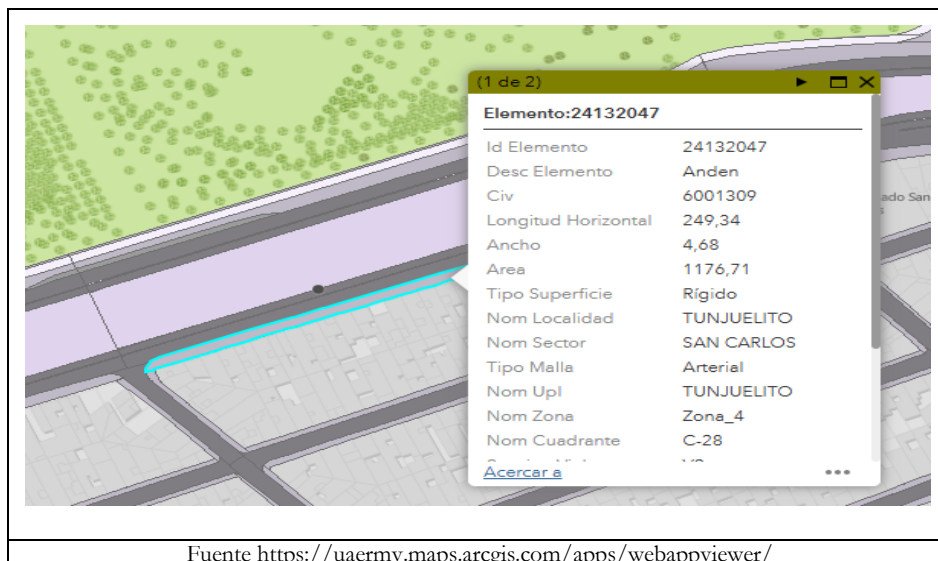 (1 de 2)
Elemento:24132047
Id Elemento 24132047
Desc Elemento Anden
Civ 6001309
Longitud Horizontal 249,34
Ancho 4,68
Area 1176,71
Tipo Superficie Rígido
Nom Localidad TUNJUELITO
Nom Sector SAN CARLOS
Tipo Malla Arterial
Nom Upl TUNJUELITO
Nom Zona Zona_4
Nom Cuadrante C-28
Acercar a
ado San
Fuente https://uaermv.maps.arcgis.com/apps/webappviewer/